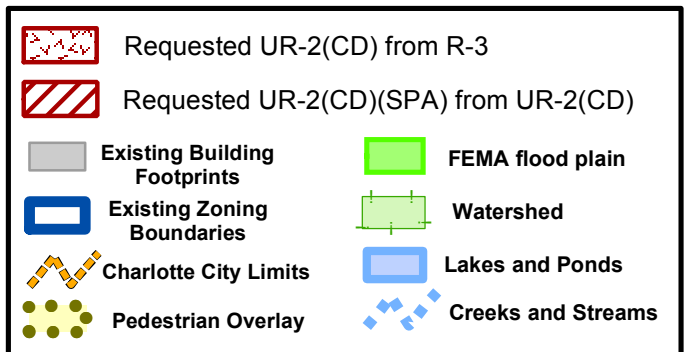 Requested UR-2(CD) from R-3
Requested UR-2(CD)(SPA) from UR-2(CD)
Existing Building
Footprints
Existing Zoning
Boundaries
Charlotte City Limits
Pedestrian Overlay
FEMA flood plain
Watershed
Lakes and Ponds
Creeks and Streams